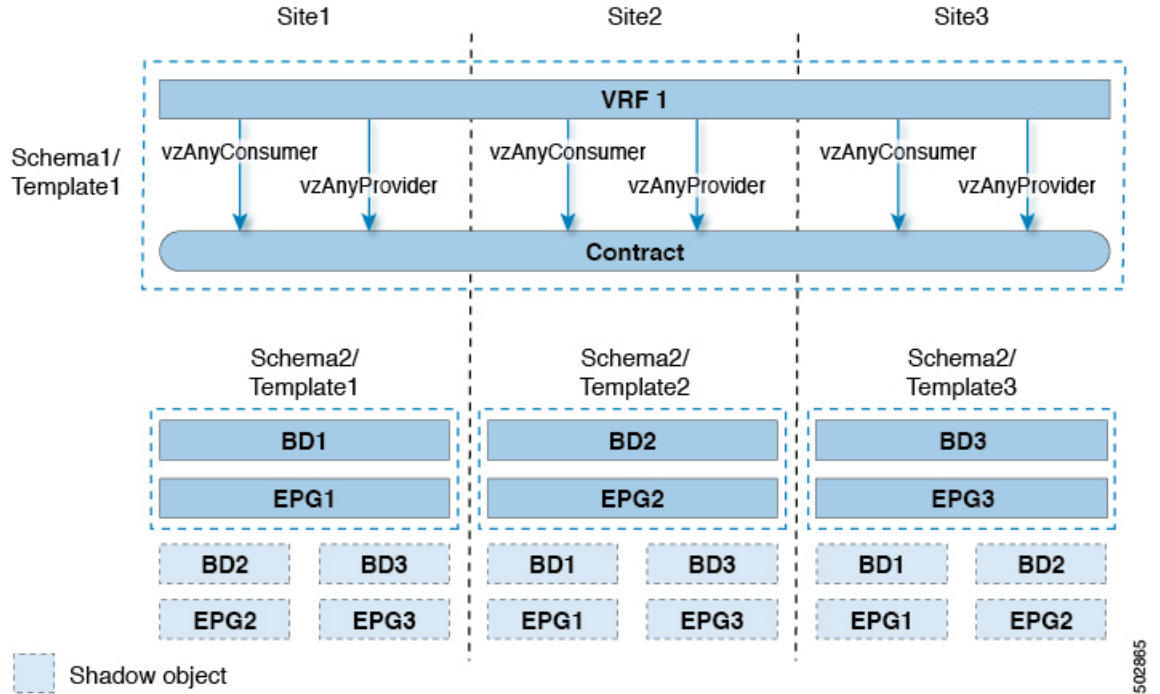 Site1 Site2 Site3
VRF 1
vzAnyConsumer vzAnyConsumer vzAnyConsumer
Schema1/
Template1
vzAnyProvider vzAnyProvider vzAnyProvider
Contract
Schema2/ Schema2/ Schema2/
Template1 Template2 Template3
BD1 BD2 BD3
EPG1 EPG2 EPG3
BD2 BD3 BD1 BD3 BD1 BD2
EPG2 EPG3 EPG1 EPG3 EPG1 EPG2
Shadow object
502865